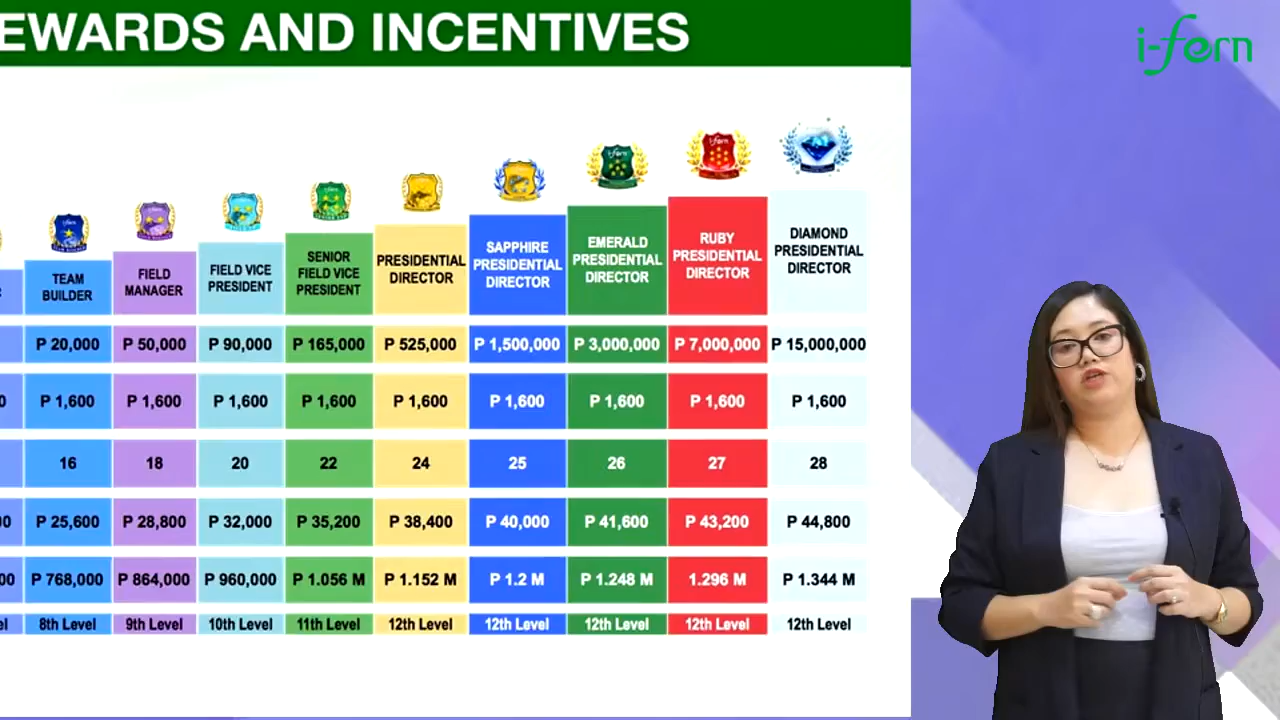 EWARDS AND INCENTIVES
i-fern
TEAM
BUILDER
FIELD
MANAGER
FIELD VICE
PRESIDENT
SENIOR
FIELD VICE
PRESIDENT
PRESIDENTIAL
DIRECTOR
SAPPHIRE
PRESIDENTIAL
DIRECTOR
EMERALD
PRESIDENTIAL
DIRECTOR
RUBY
PRESIDENTIAL
DIRECTOR
DIAMOND
PRESIDENTIAL
DIRECTOR
P 20,000 P 50,000 P 90,000 P 165,000 P 525,000 P 1,500,000 P 3,000,000 P 7,000,000 P 15,000,000
0 P 1,600 P 1,600 P 1,600 P 1,600 P 1,600 P 1,600 P 1,600 P 1,600 P 1,600
16 18 20 22 24 25 26 27 28
00 P 25,600 P 28,800 P 32,000 P 35,200 P 38,400 P 40,000 P 41,600 P 43,200 P 44,800
00 P 768,000 P 864,000 P 960,000 P 1.056 M P 1.152 M P 1.2 M P 1.248 M 1.296 M P 1.344 M
el 8th Level 9th Level 10th Level 11th Level 12th Level 12th Level 12th Level 12th Level 12th Level